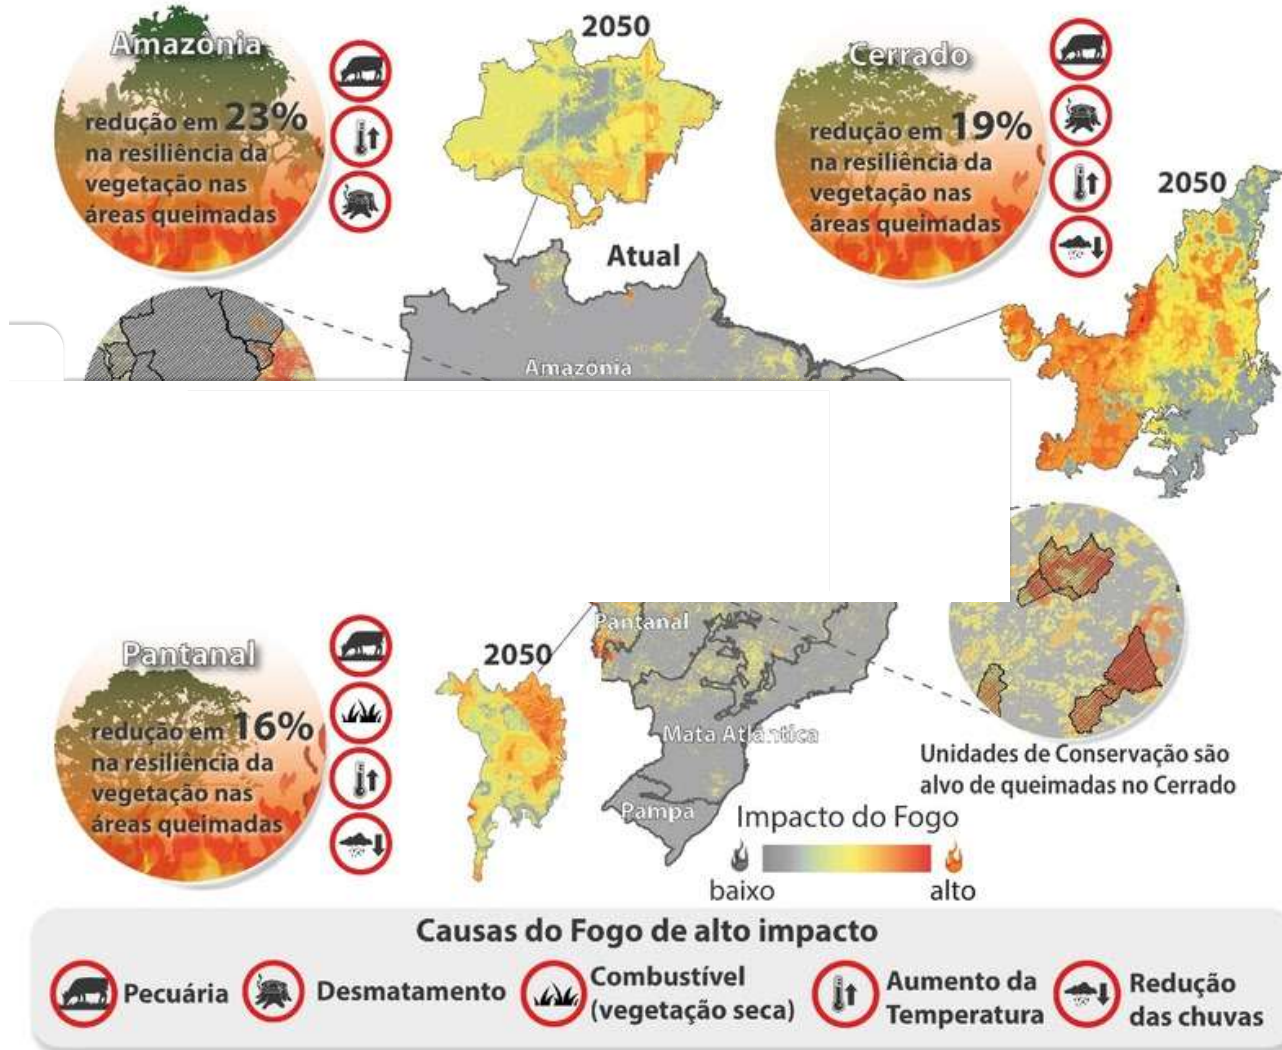 Amazônia
redução em 23%
na resiliência da
vegetação nas
áreas queimadas
2050
Cerrado
redução em 19%
na resiliência da
vegetação nas
áreas queimadas
2050
Atual
Amazônia
Pantanal
redução em 16%
na resiliência da
vegetação nas
áreas queimadas
2050
Pantanal
Mata Atlântica
Pampa
Unidades de Conservação são
alvo de queimadas no Cerrado
Impacto do Fogo
baixo alto
Causas do Fogo de alto impacto
Pecuária
Desmatamento
Combustível
(vegetação seca)
Aumento da
Temperatura
Redução
das chuvas